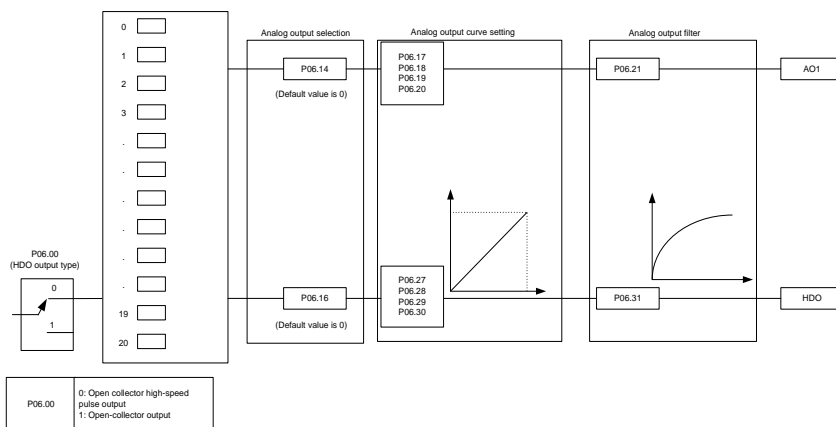 Analog output selection
Analog output curve setting
Analog output filter
0
1
2
3
.
.
.
.
.
.
19
20
P06.14
(Default value is 0)
P06.17
P06.18
P06.19
P06.20
P06.21
AO1
P06.00
(HDO output type)
0
1
P06.16
(Default value is 0)
P06.27
P06.28
P06.29
P06.30
P06.31
HDO
P06.00
0: Open collector high-speed
pulse output
1: Open-collector output